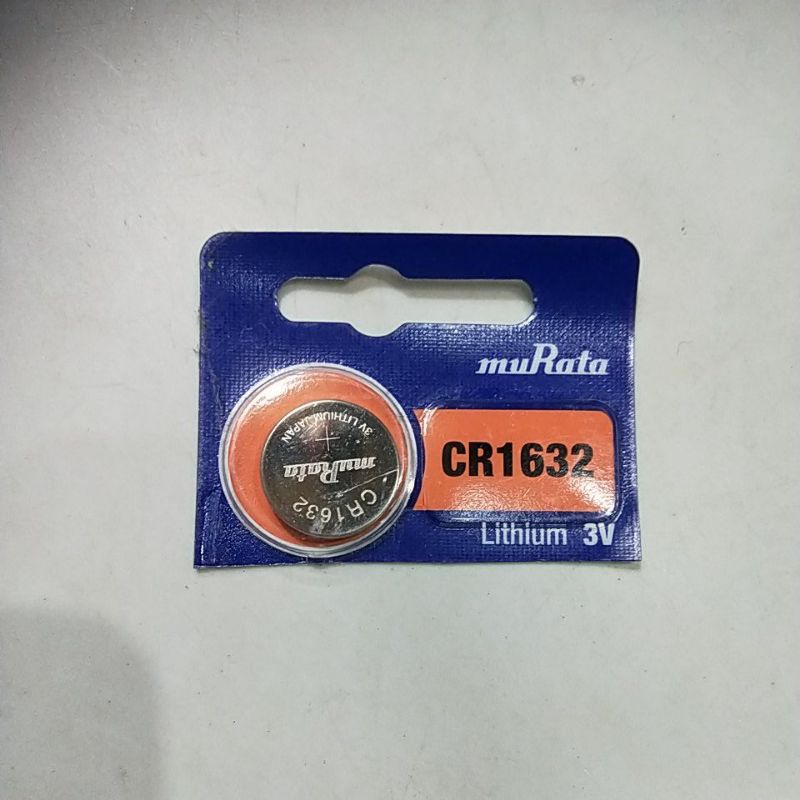 muRata
CR1632
Lithium 3V
3V LITHIUM JAPAN
+
muRata
CR1632